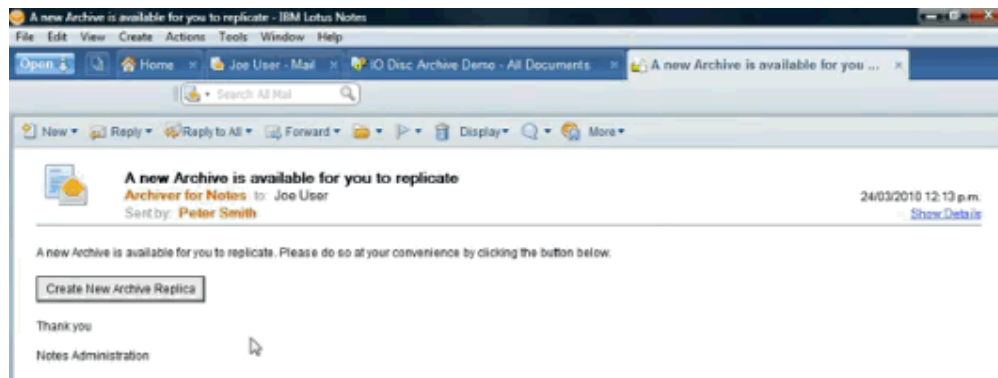 A new Archive is available for you to replicate - IBM Lotus Notes
File Edit View Create Actions Tools Window Help
Open Home Joe User - Mail IO Disc Archive Demo - All Documents A new Archive is available for you ...
Search All Mai
New Reply Reply to All Forward Display More
A new Archive is available for you to replicate
Archiver for Notes to: Joe User
24/03/2010 12:13 p.m.
Sent by: Peter Smith
Show Details
A new Archive is available for you to replicate. Please do so at your convenience by clicking the button below.
Create New Archive Replica
Thank you
Notes Administration